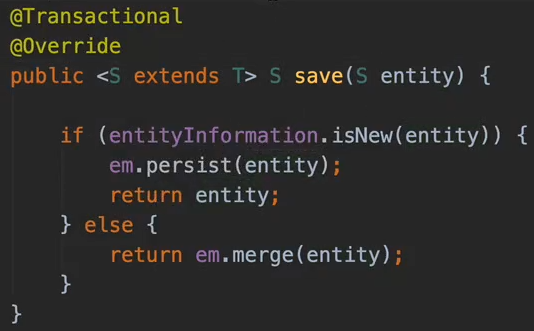 @Transactional
@Override
public <S extends T> S save(S entity) {
if (entityInformation.isNew(entity)) {
em.persist(entity);
return entity;
} else {
return em.merge(entity);
}
}